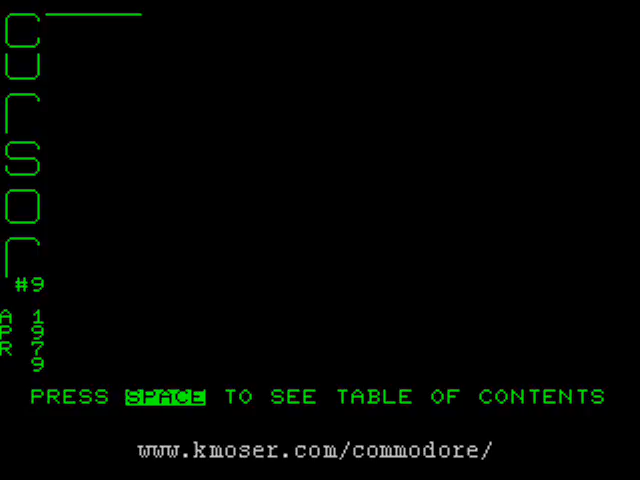 cursor
#9
APR 1979
PRESS SPACE TO SEE TABLE OF CONTENTS
www.kmoser.com/commodore/